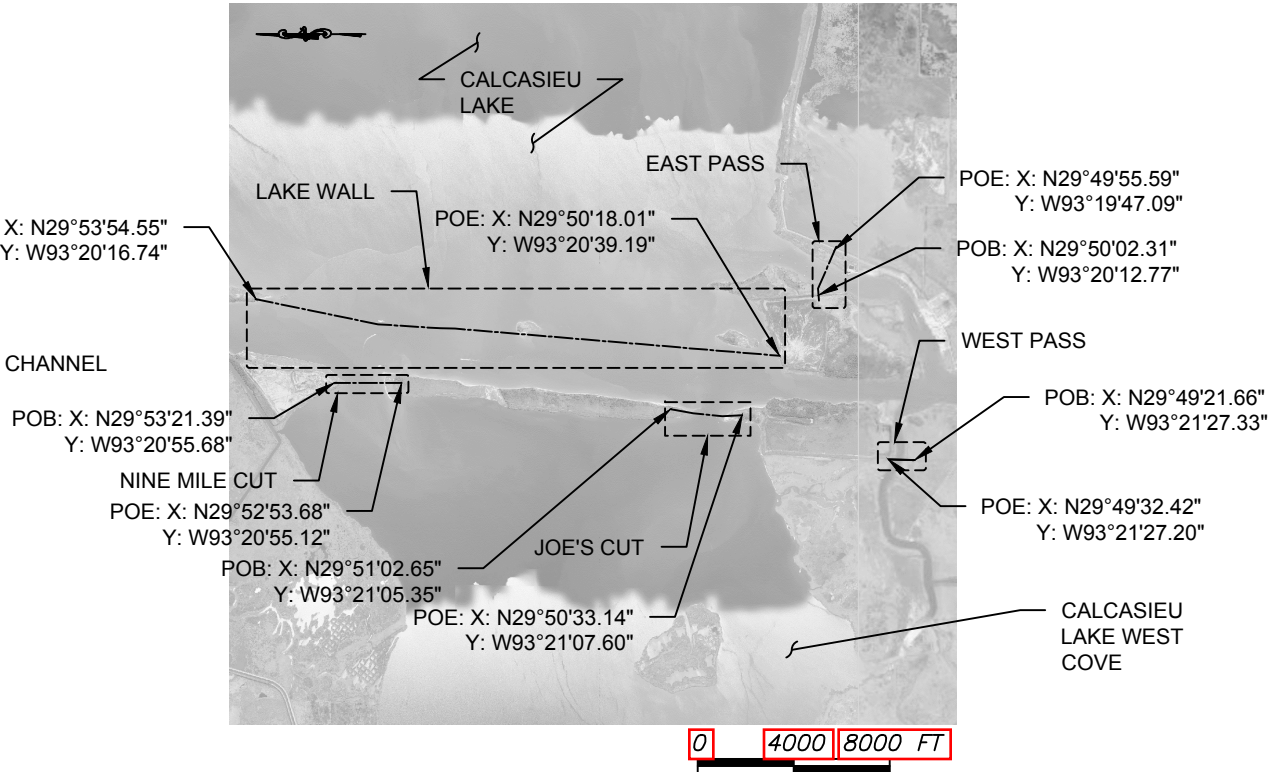 CALCASIEU
LAKE
EAST PASS
LAKE WALL
POE: X: N29°49'55.59"
Y: W93°19'47.09"
X: N29°53'54.55"
Y: W93°20'16.74"
POE: X: N29°50'18.01"
Y: W93°20'39.19"
POB: X: N29°50'02.31"
Y: W93°20'12.77"
WEST PASS
CHANNEL
POB: X: N29°53'21.39"
Y: W93°20'55.68"
POB: X: N29°49'21.66"
Y: W93°21'27.33"
NINE MILE CUT
POE: X: N29°52'53.68"
Y: W93°20'55.12"
POE: X: N29°49'32.42"
Y: W93°21'27.20"
JOE'S CUT
POB: X: N29°51'02.65"
Y: W93°21'05.35"
POE: X: N29°50'33.14"
Y: W93°21'07.60"
CALCASIEU
LAKE WEST
COVE
0 4000 8000 FT